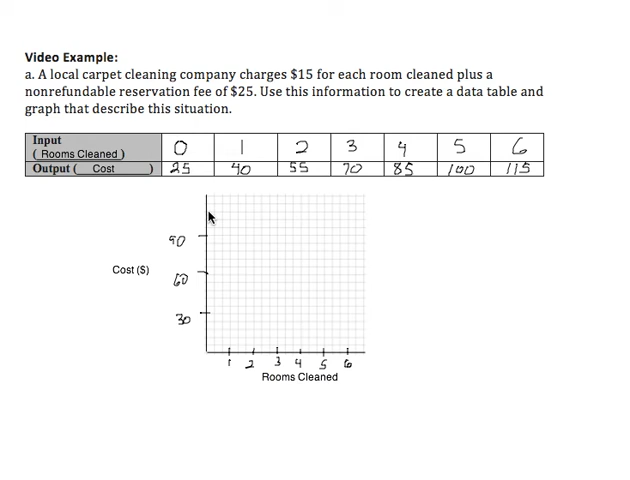 Video Example:
a. A local carpet cleaning company charges $15 for each room cleaned plus a
nonrefundable reservation fee of $25. Use this information to create a data table and
graph that describe this situation.
Input
( Rooms Cleaned ) 0 1 2 3 4 5 6
Output ( Cost ) 25 40 55 70 85 100 115
90
Cost ($)
60
30
1 2 3 4 5 6
Rooms Cleaned